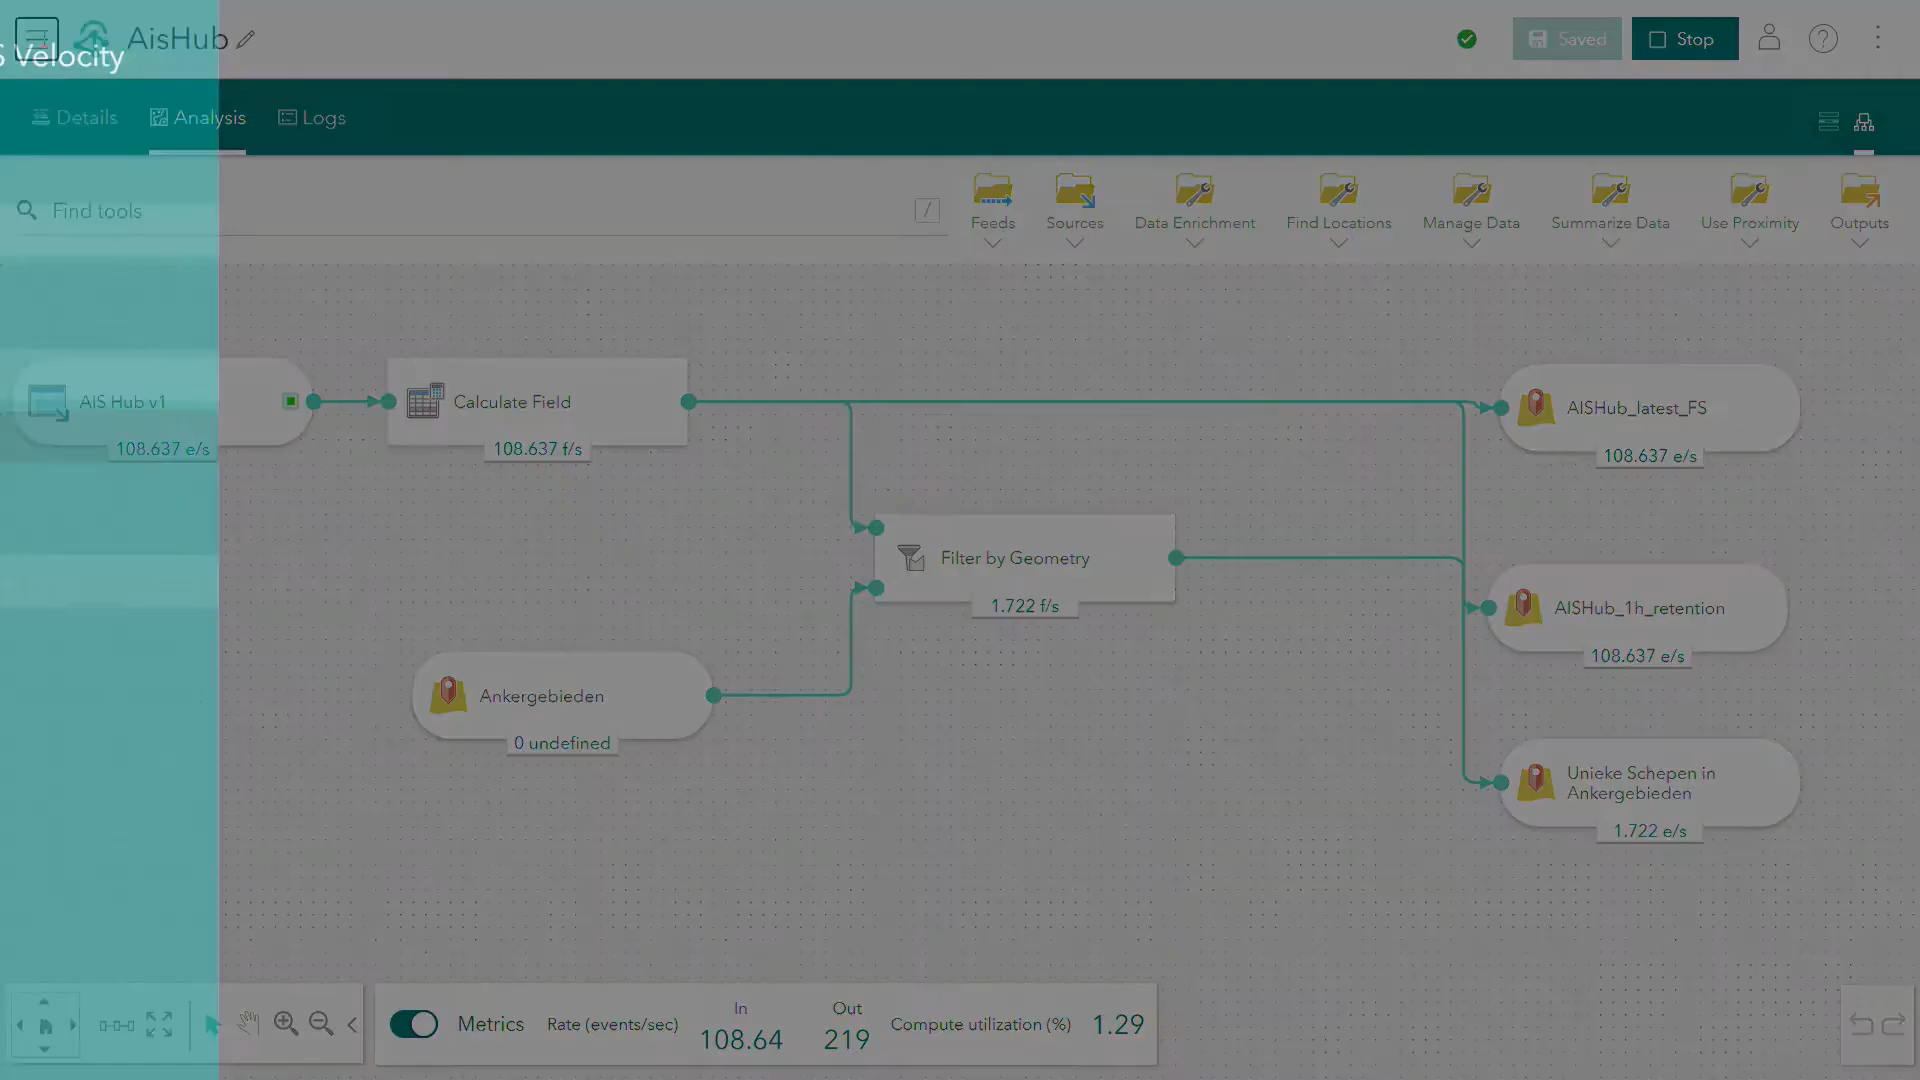 AisHub
S Velocity
Saved
Stop
Details
Analysis
Logs
Find tools
/
Feeds
Sources
Data Enrichment
Find Locations
Manage Data
Summarize Data
Use Proximity
Outputs
AIS Hub v1
108.637 e/s
Calculate Field
108.637 f/s
AISHub_latest_FS
108.637 e/s
Filter by Geometry
1.722 f/s
AISHub_1h_retention
108.637 e/s
Ankergebieden
0 undefined
Unieke Schepen in
Ankergebieden
1.722 e/s
Metrics
Rate (events/sec)
In
108.64
Out
219
Compute utilization (%)
1.29